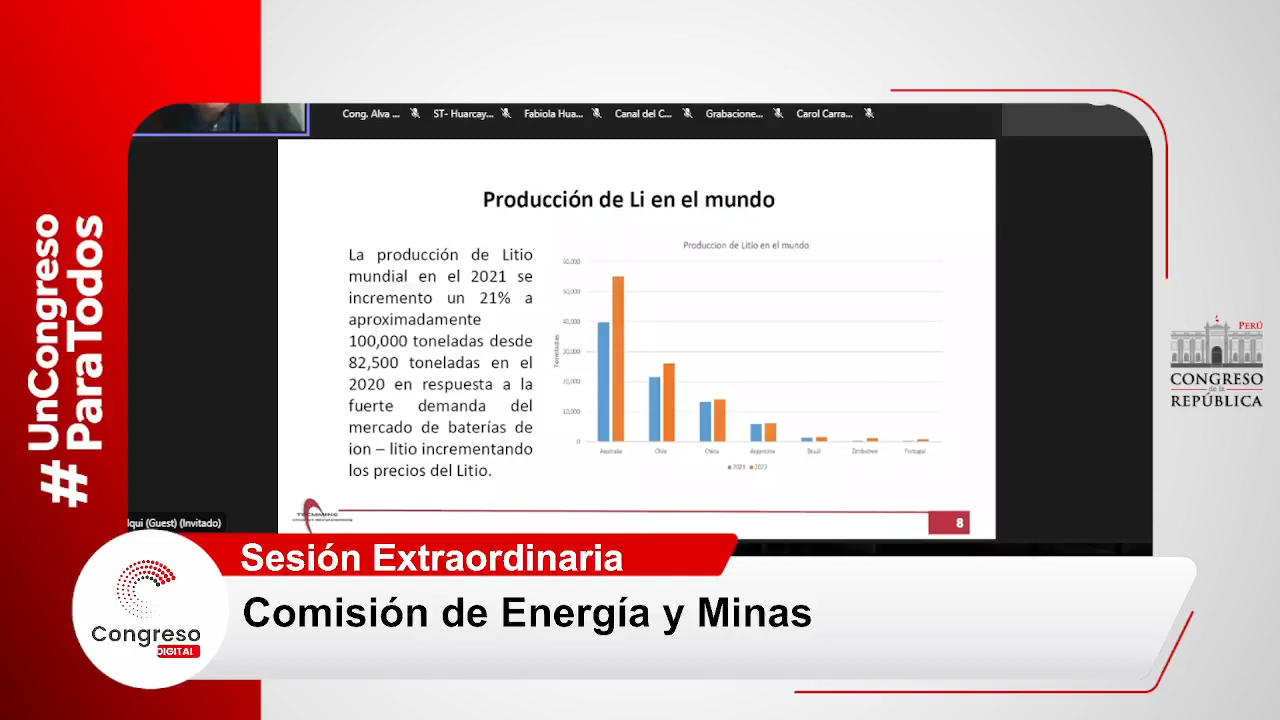 #UnCongreso
ParaTodos
Cong. Alva ...
ST- Huarcay...
Fabiola Hua...
Canal del C...
Grabacione...
Carol Carra...
Producción de Li en el mundo
La producción de Litio
mundial en el 2021 se
incremento un 21% a
aproximadamente
100,000 toneladas desde
82,500 toneladas en el
2020 en respuesta a la
fuerte demanda del
mercado de baterías de
ion – litio incrementando
los precios del Litio.
Produccion de Litio en el mundo
Toneladas
60,000
50,000
40,000
30,000
20,000
10,000
0
Australia
Chile
China
Argentina
Brazil
Zimbabwe
Portugal
2021
2022
TECMMINE
8
lqui (Guest) (Invitado)
Sesión Extraordinaria
Comisión de Energía y Minas
Congreso
DIGITAL
PERÚ
CONGRESO
de la
REPÚBLICA